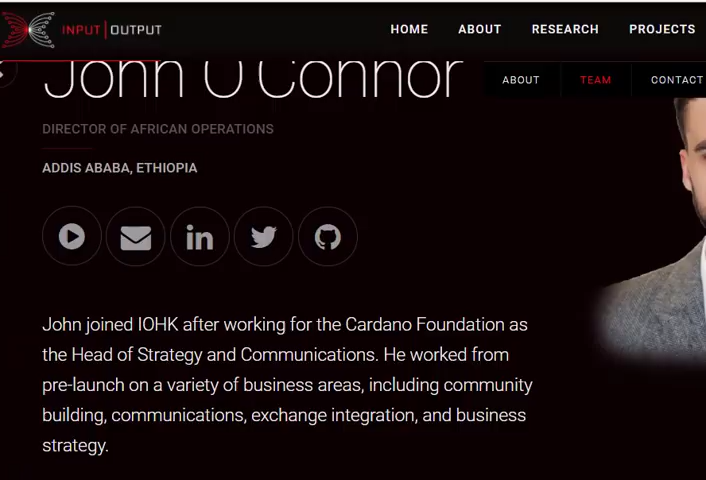 INPUT | OUTPUT
HOME ABOUT RESEARCH PROJECTS
John O'Connor
ABOUT TEAM CONTACT
DIRECTOR OF AFRICAN OPERATIONS
ADDIS ABABA, ETHIOPIA
in
John joined IOHK after working for the Cardano Foundation as
the Head of Strategy and Communications. He worked from
pre-launch on a variety of business areas, including community
building, communications, exchange integration, and business
strategy.